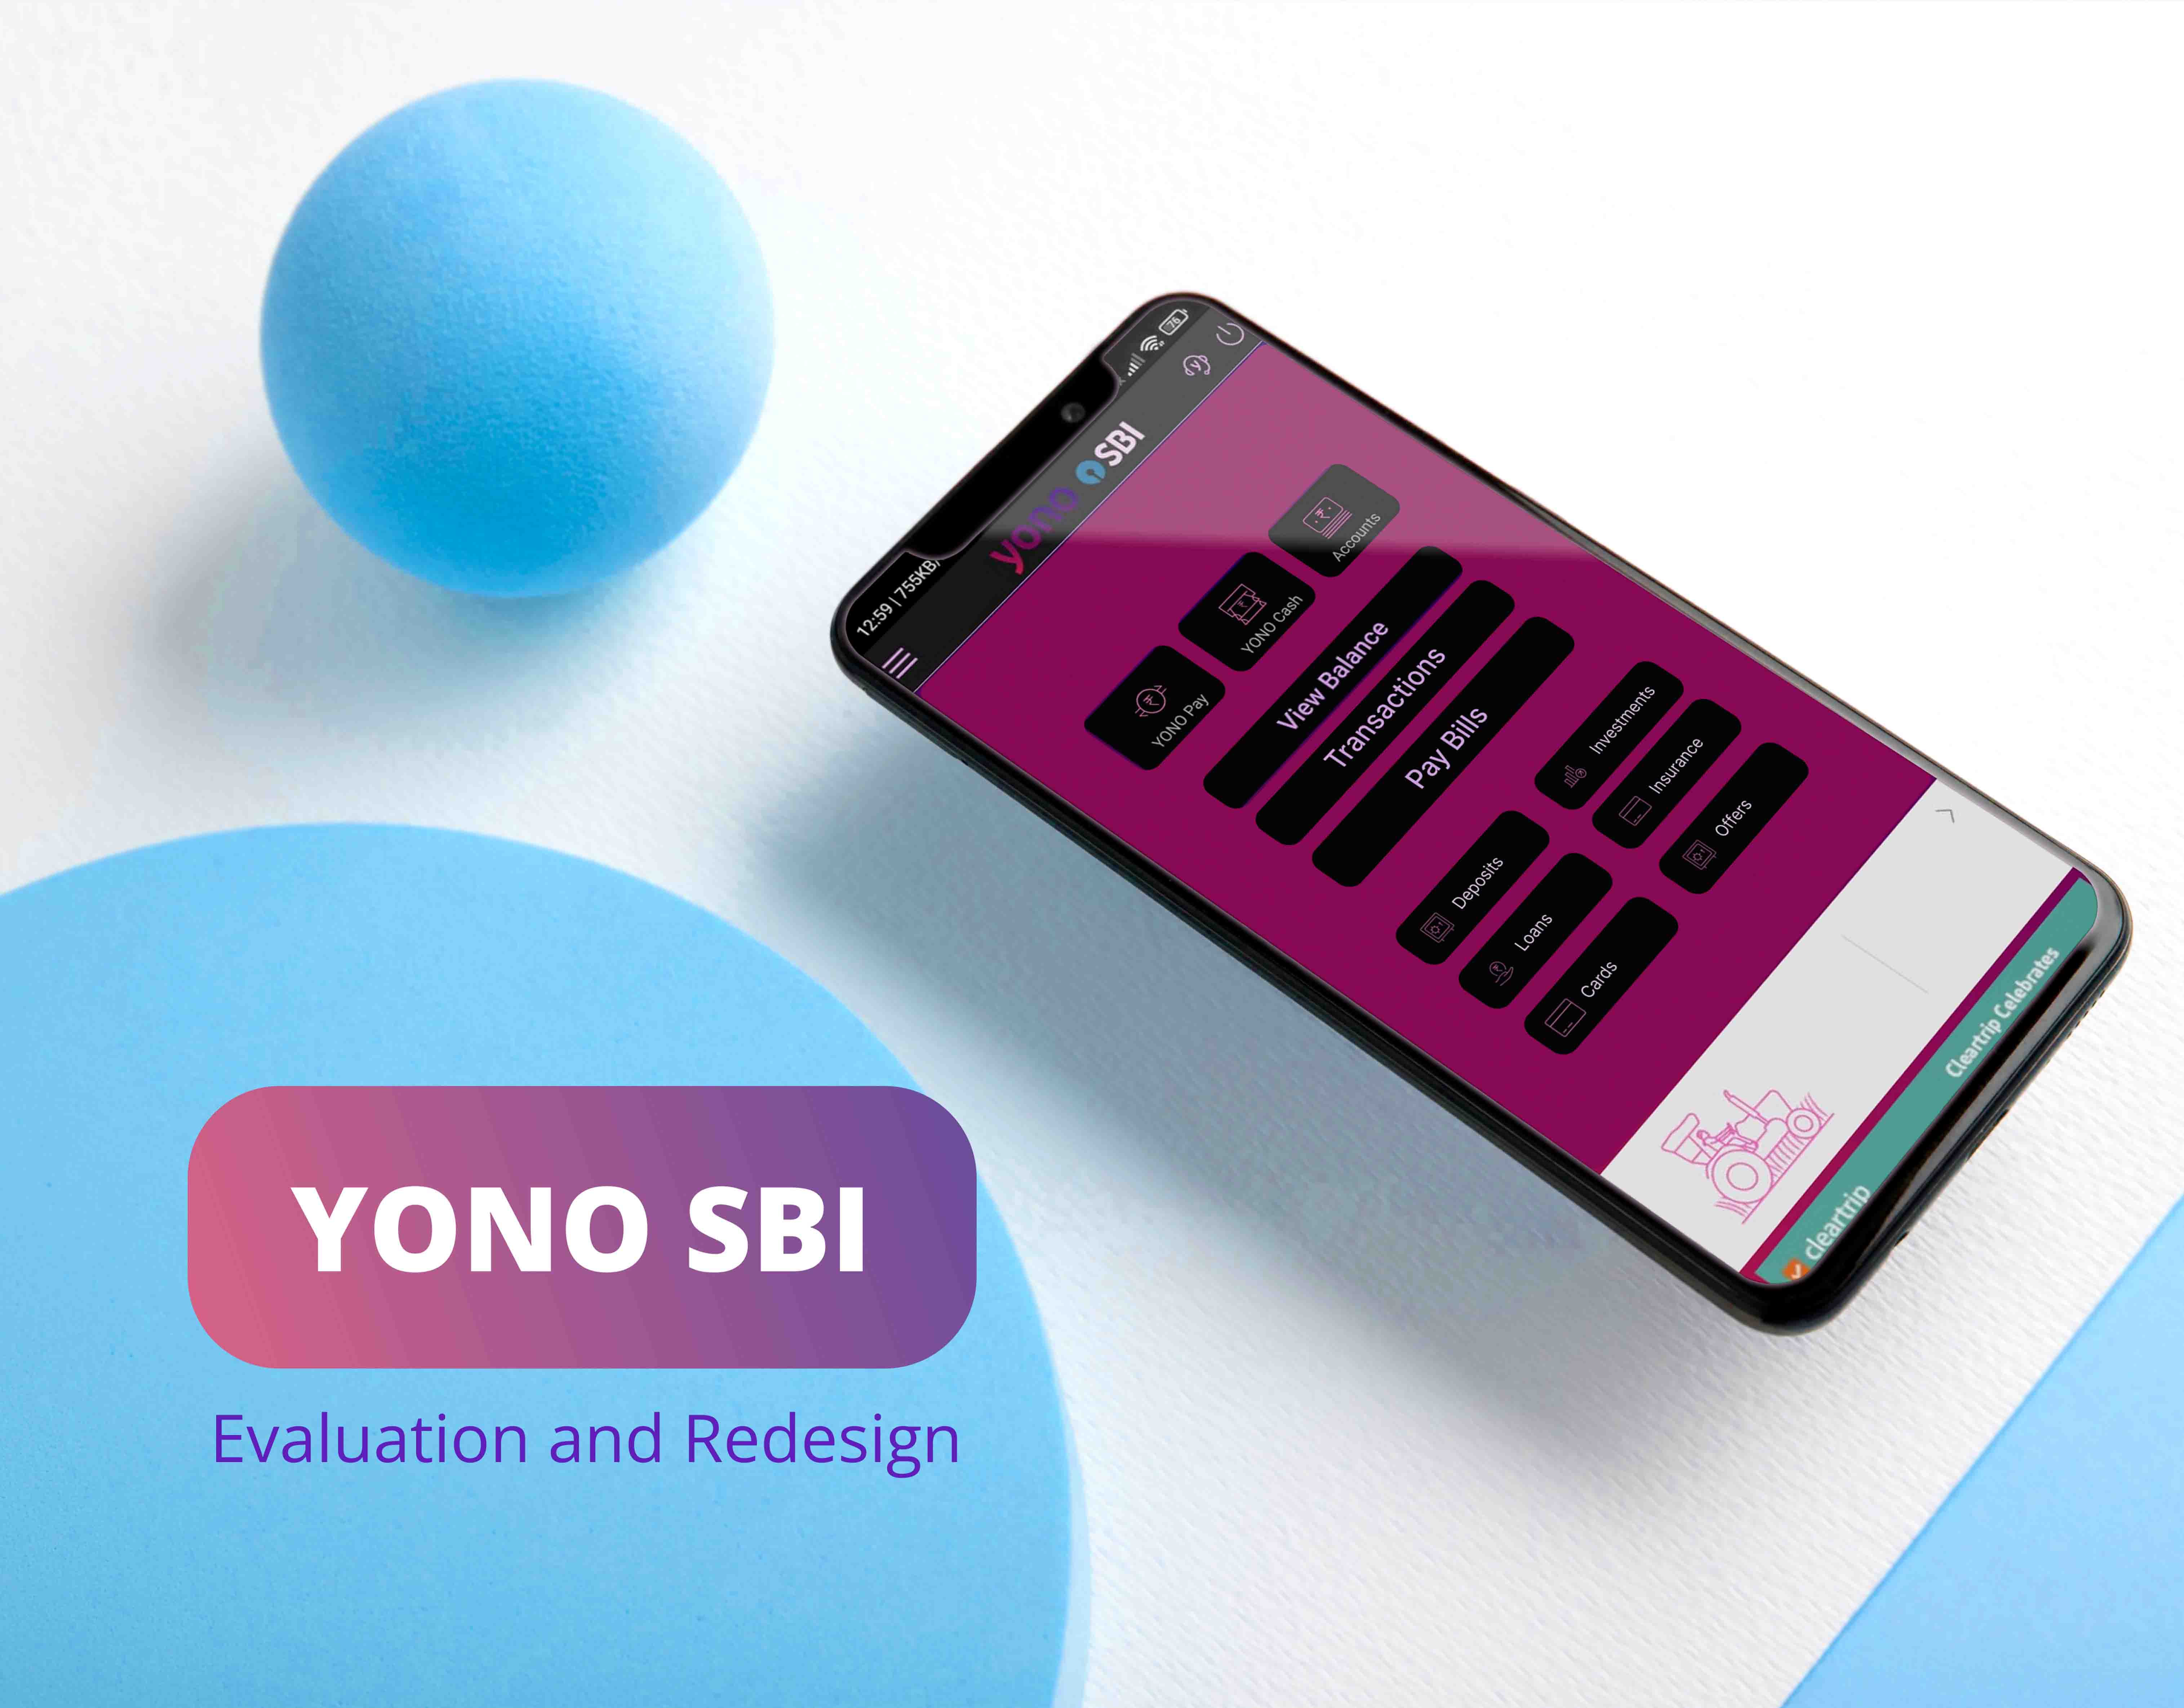 12:59 | 755KB/
76
yono SBI
YONO Pay
YONO Cash
Accounts
View Balance
Transactions
Pay Bills
Deposits
Investments
Loans
Insurance
Cards
Offers
cleartrip
Cleartrip Celebrates
YONO SBI
Evaluation and Redesign